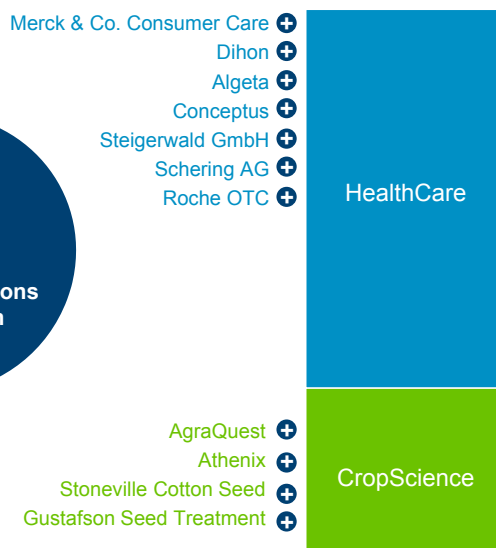 Merck & Co. Consumer Care
Dihon
Algeta
Conceptus
Steigerwald GmbH
Schering AG
Roche OTC
HealthCare
AgraQuest
Athenix
Stoneville Cotton Seed
Gustafson Seed Treatment
CropScience